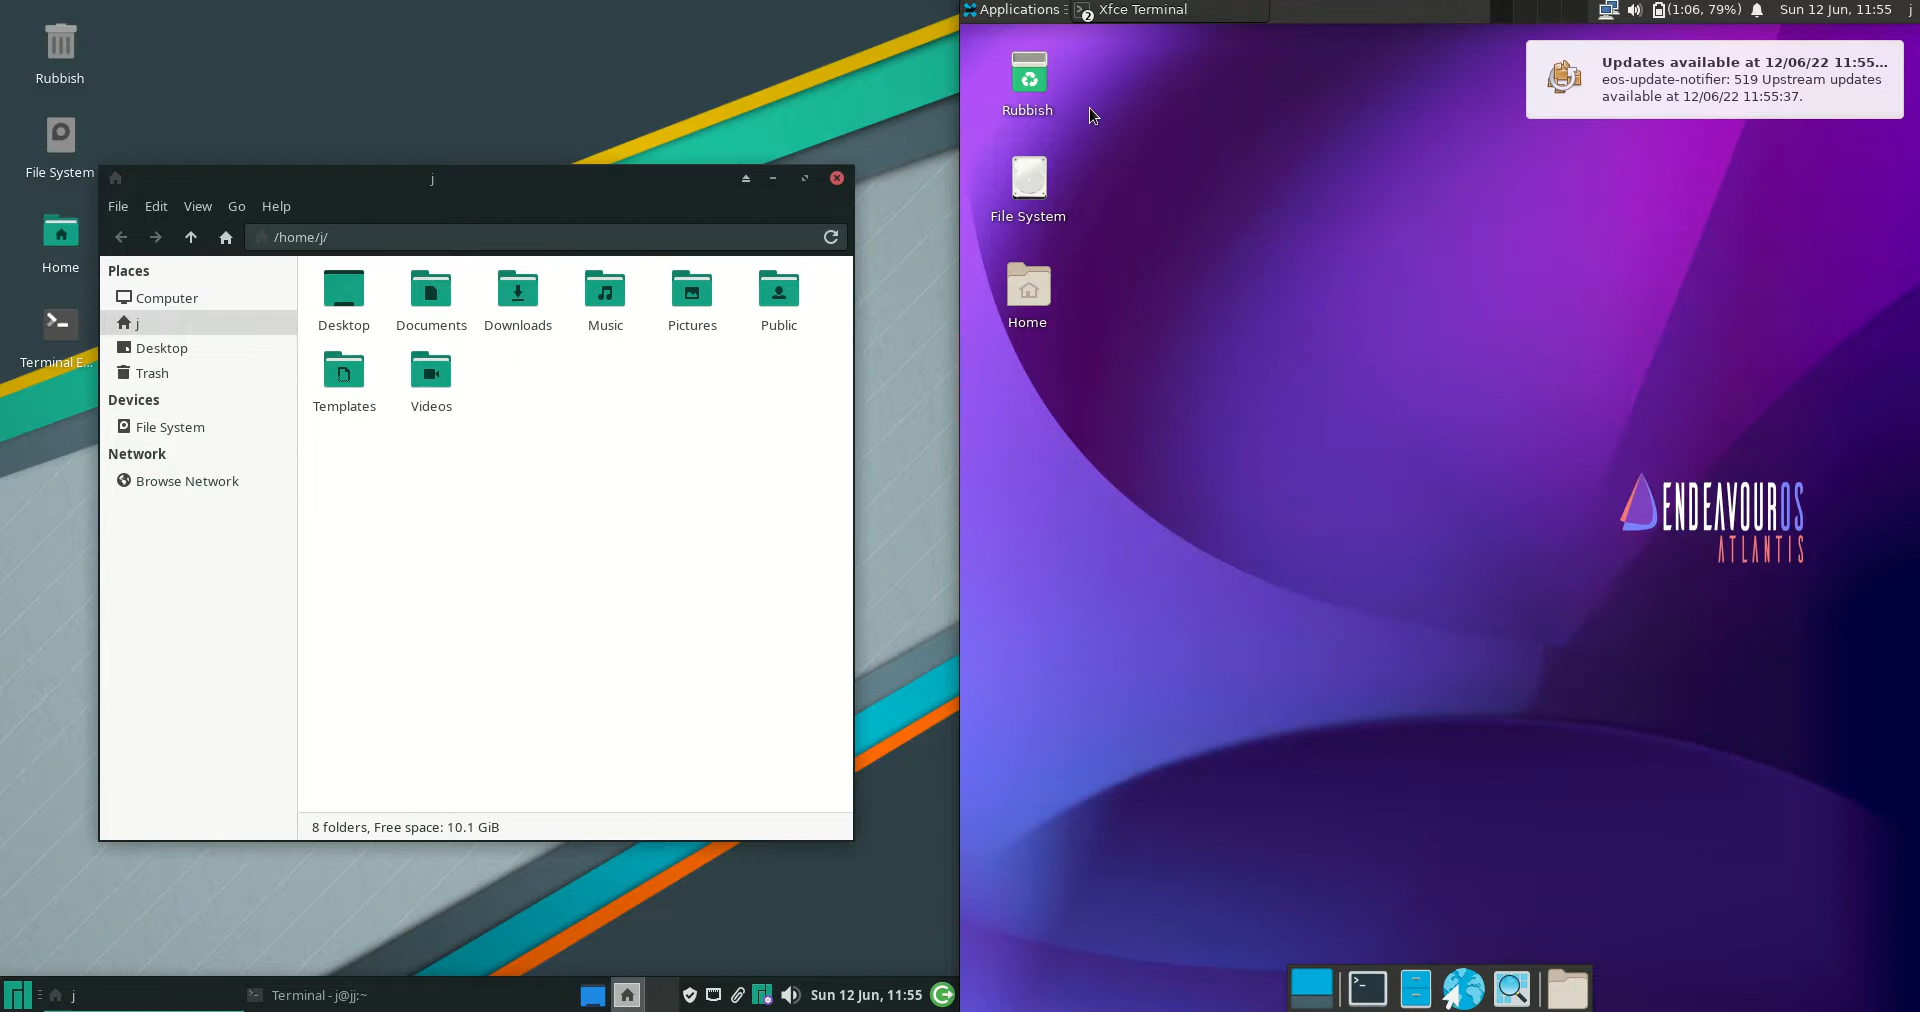 Rubbish
File System
Home
Terminal E...
j
File Edit View Go Help
/home/j/
Places
Computer
j
Desktop
Trash
Devices
File System
Network
Browse Network
Desktop
Documents
Downloads
Music
Pictures
Public
Templates
Videos
8 folders, Free space: 10.1 GiB
j
Terminal - j@jj:~
Sun 12 Jun, 11:55
Applications
2
Xfce Terminal
(1:06, 79%)
Sun 12 Jun, 11:55
j
Rubbish
File System
Home
Updates available at 12/06/22 11:55...
eos-update-notifier: 519 Upstream updates
available at 12/06/22 11:55:37.
ENDEAVOUROS
ATLANTIS